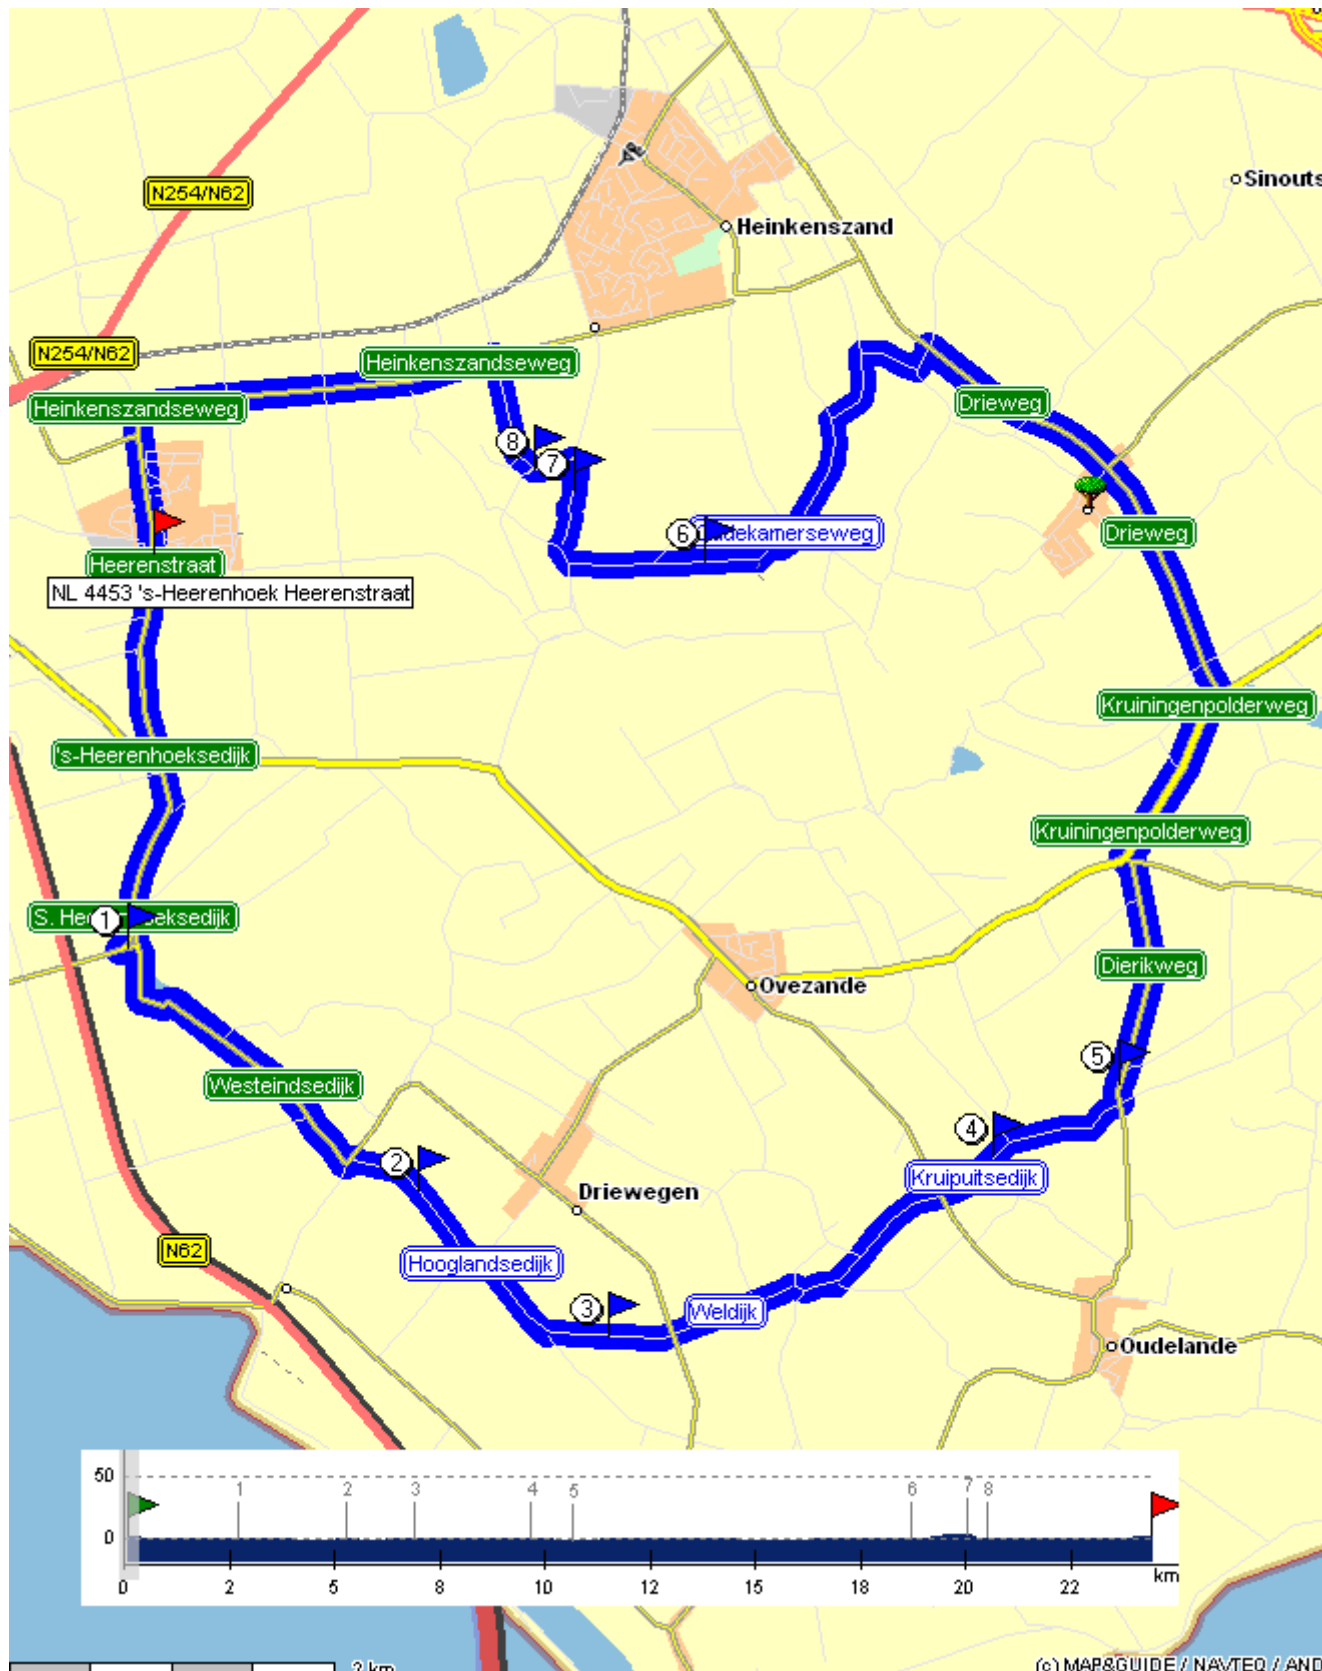 N254/N62
Sinouts
Heinkenszand
N254/N62
Heinkenszandseweg
Heinkenszandseweg
Drieweg
8
7
6
dekamerseweg
Drieweg
Heerenstraat
NL 4453 's-Heerenhoek Heerenstraat
Kruiningenpolderweg
's-Heerenhoeksedijk
Kruiningenpolderweg
1
Dierikweg
Ovezande
5
Westeindsedijk
4
2
Kruipuitsedijk
Driewegen
N62
Hooglandsedijk
3
Weldijk
Oudelande
50
1 2 3 4 5 6 7 8
0
km
0 2 5 8 10 12 15 18 20 22
2 km
(c) MAP&GUIDE / NAVTEQ / AND